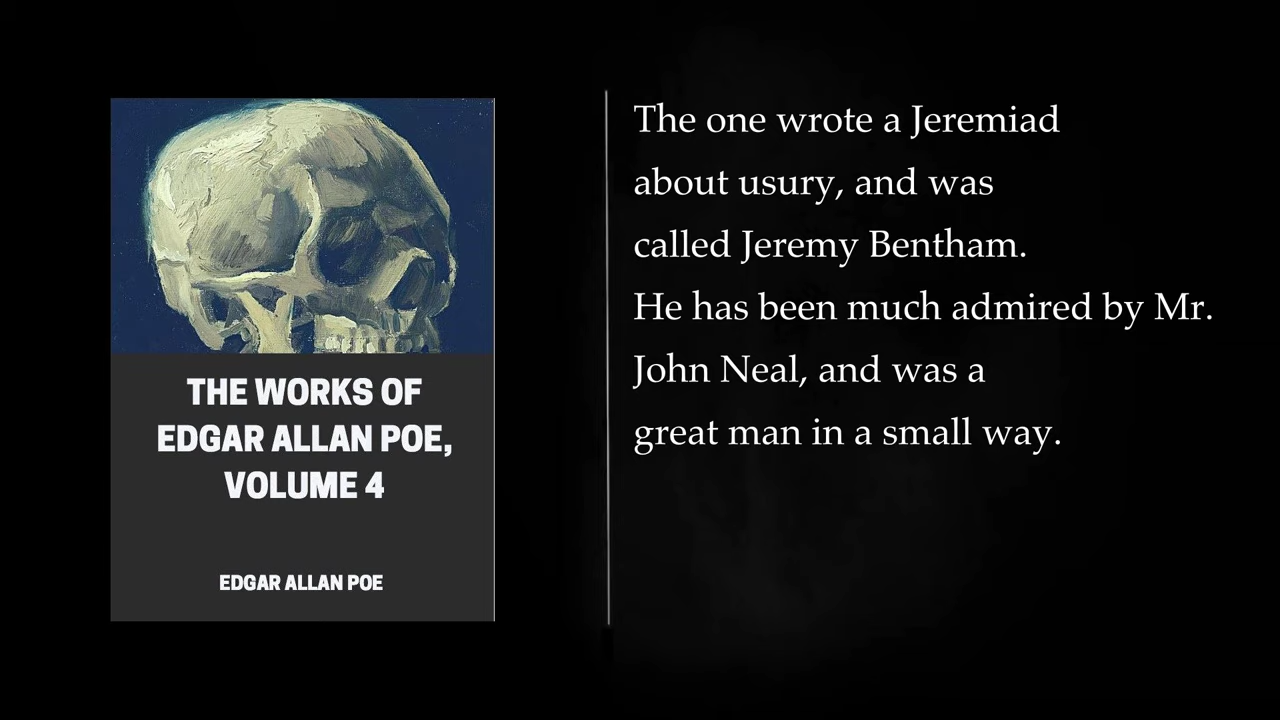 THE WORKS OF
EDGAR ALLAN POE,
VOLUME 4
EDGAR ALLAN POE
The one wrote a Jeremiad
about usury, and was
called Jeremy Bentham.
He has been much admired by Mr.
John Neal, and was a
great man in a small way.